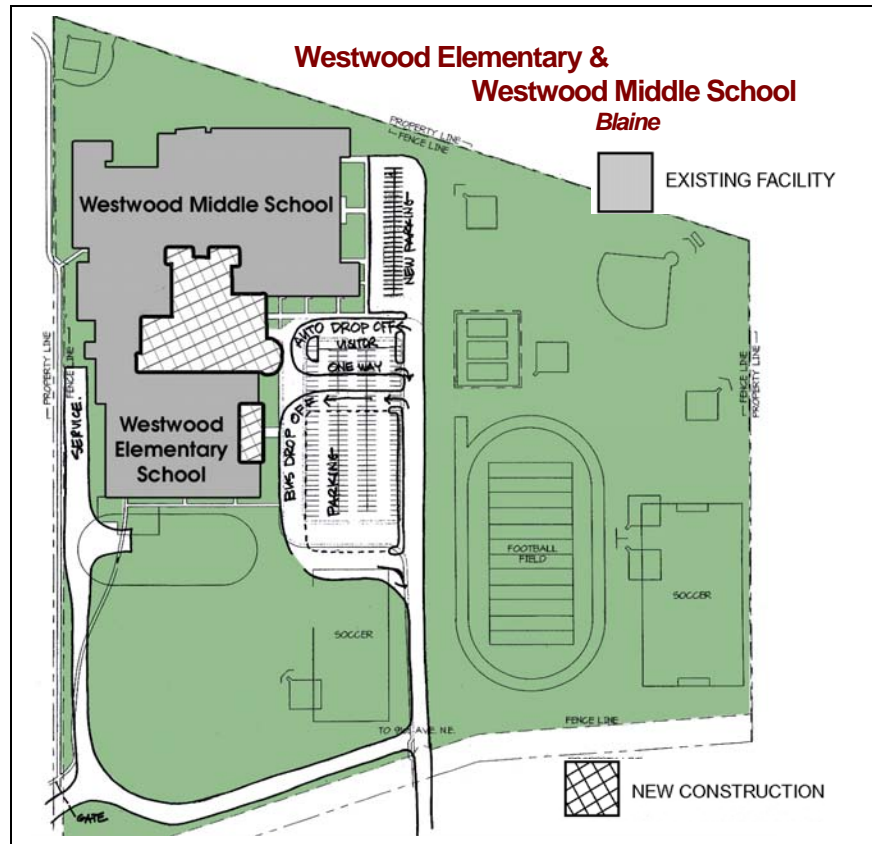 Westwood Elementary &
Westwood Middle School
Blaine
PROPERTY LINE
FENCE LINE
EXISTING FACILITY
Westwood Middle School
NEW PARKING
AUTO DROP OFF
VISITOR
ONE WAY
PROPERTY LINE
FENCE LINE
FENCE LINE
PROPERTY LINE
SERVICE.
Westwood
Elementary
School
BUS DROP OFF
PARKING
FOOTBALL
FIELD
SOCCER
SOCCER
FENCE LINE
AVE. N.E.
GATE
NEW CONSTRUCTION